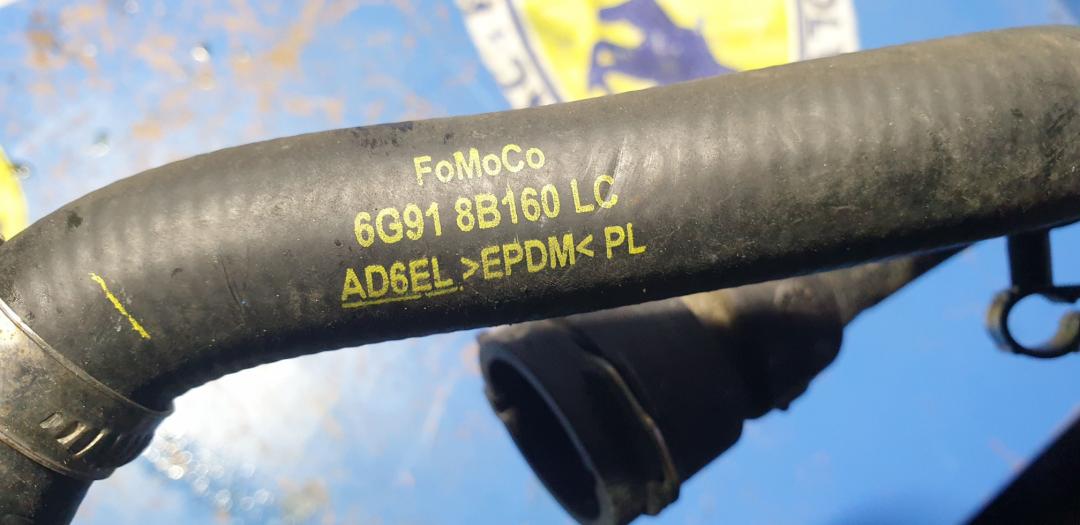 FoMoCo
6G91 8B160 LC
AD6EL >EPDM< PL